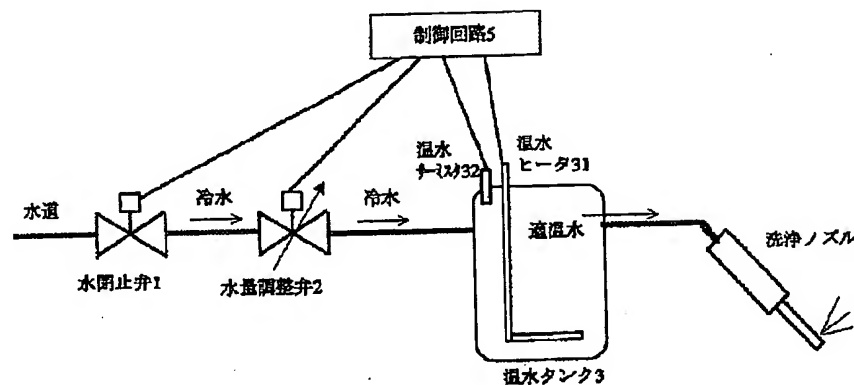 制御回路5
温水
サーミスタ32
温水
ヒータ31
水道
冷水
冷水
適温水
洗浄ノズル
水閉止弁1
水量調整弁2
温水タンク3